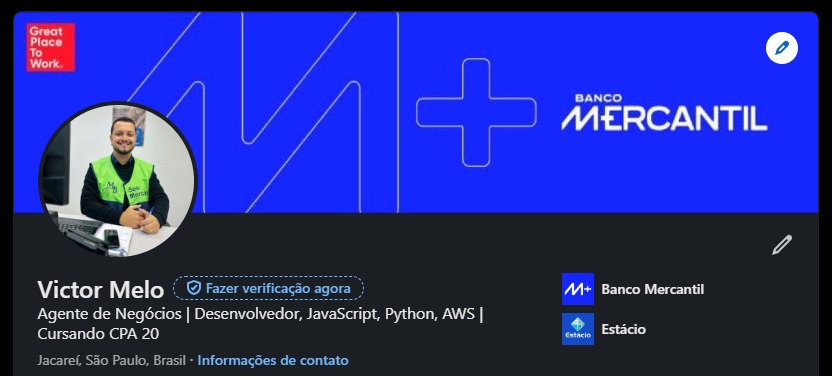 Great
Place
To
Work.
BANCO
MERCANTIL
Sou
Victor Melo
Fazer verificação agora
Agente de Negócios | Desenvolvedor, JavaScript, Python, AWS |
Cursando CPA 20
Jacareí, São Paulo, Brasil · Informações de contato
M+ Banco Mercantil
Estácio Estácio